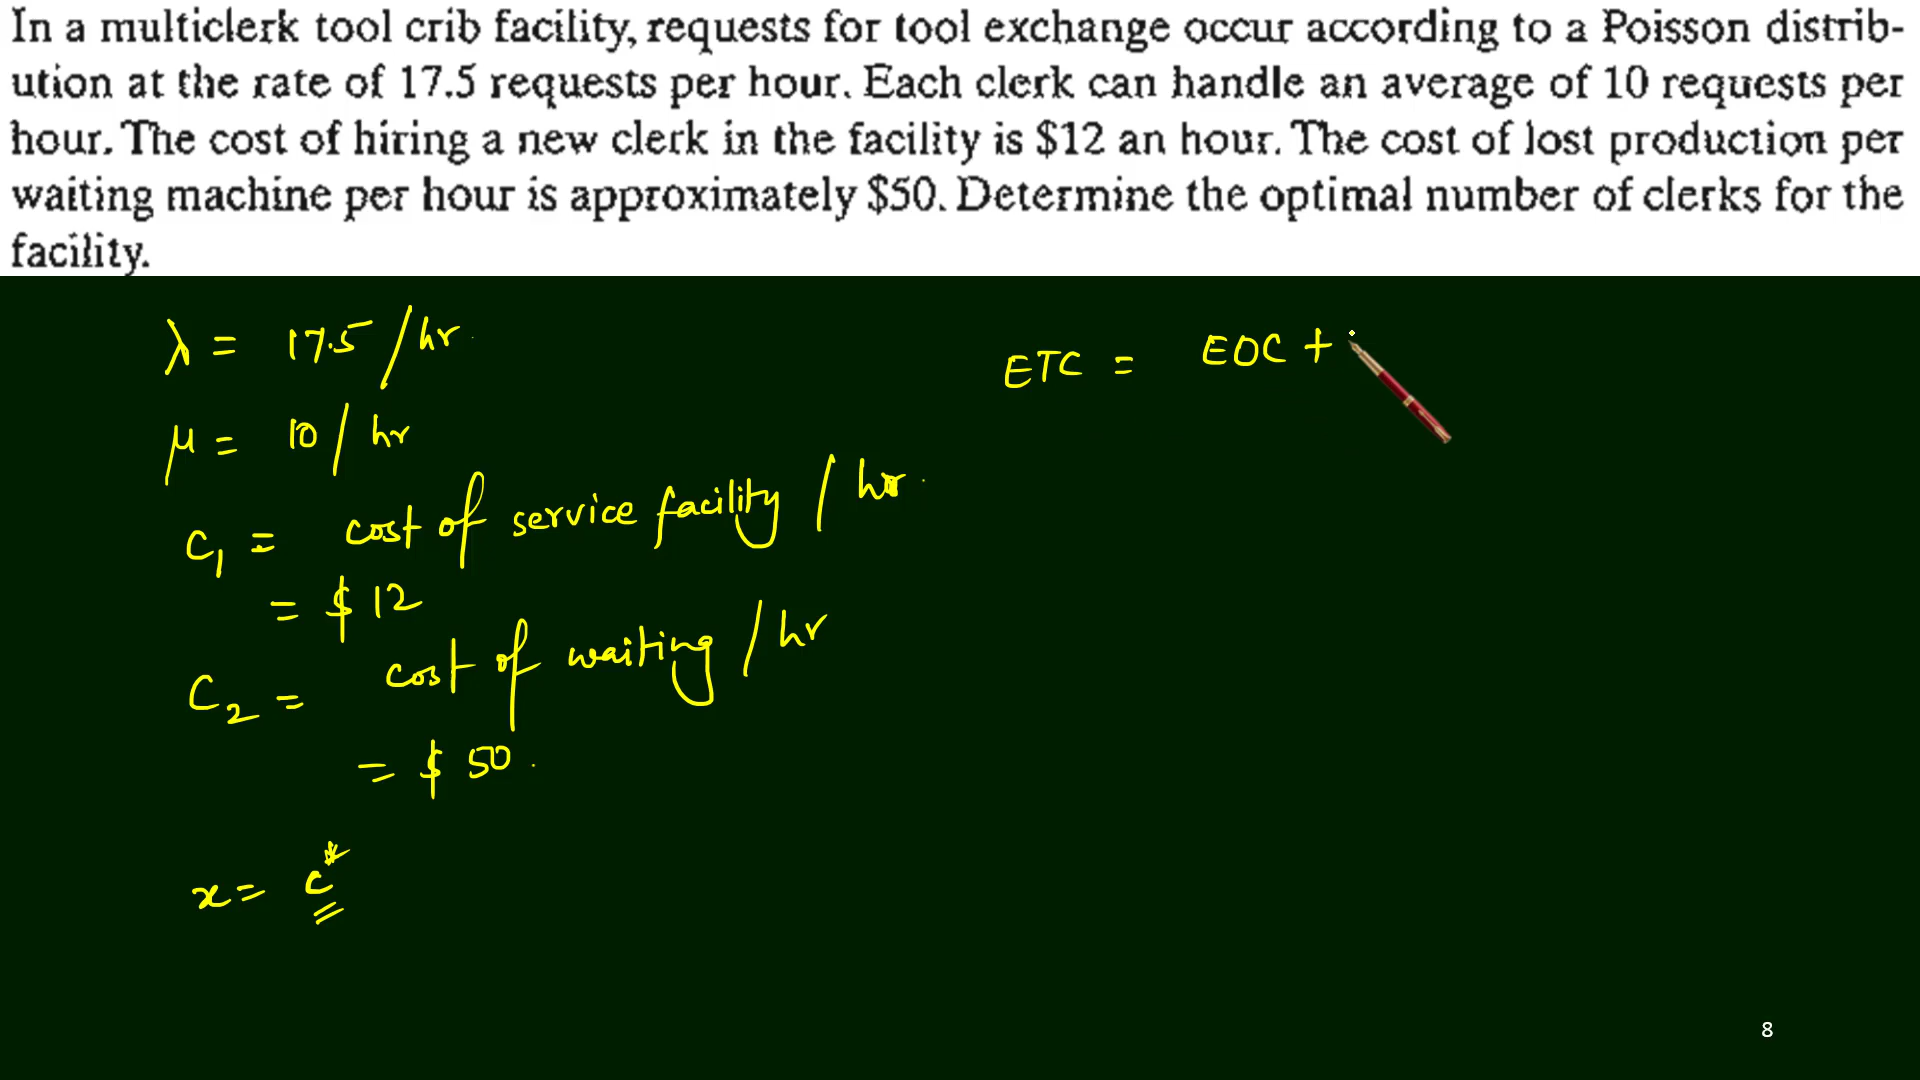 In a multiclerk tool crib facility, requests for tool exchange occur according to a Poisson distrib-
ution at the rate of 17.5 requests per hour. Each clerk can handle an average of 10 requests per
hour. The cost of hiring a new clerk in the facility is $12 an hour. The cost of lost production per
waiting machine per hour is approximately $50. Determine the optimal number of clerks for the
facility.
λ = 17.5 / hr.
μ = 10 / hr
C₁ = cost of service facility / hr.
= $ 12
C₂ = cost of waiting / hr
= $ 50.
x = c*
ETC = EOC +
8